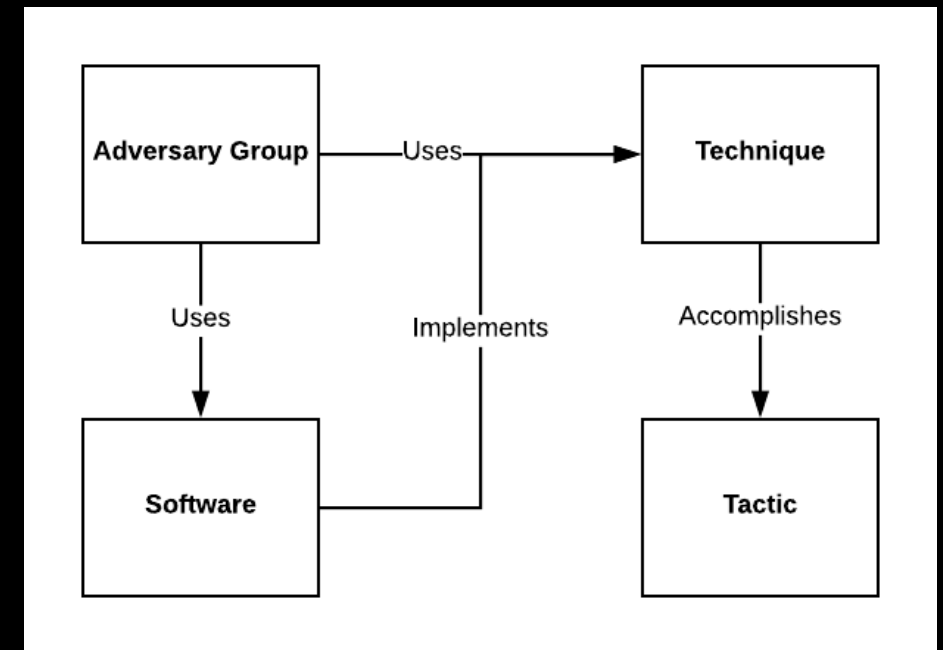 Adversary Group
Uses
Technique
Uses
Implements
Accomplishes
Software
Tactic